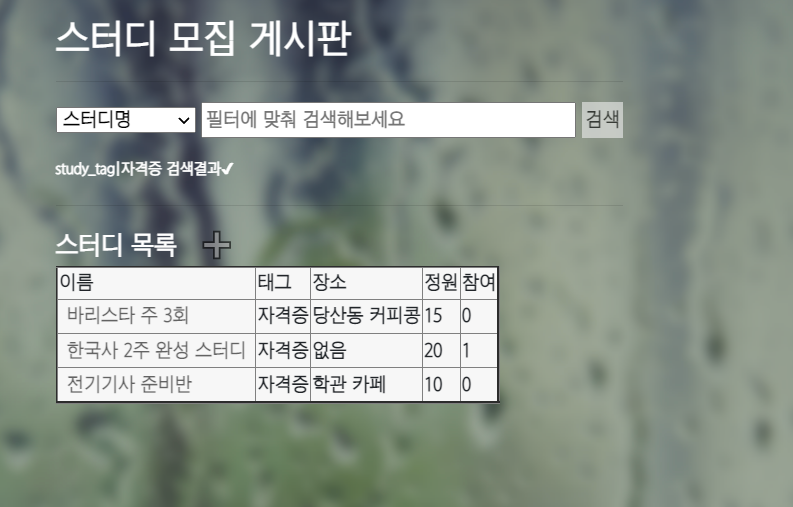 스터디 모집 게시판
스터디명 필터에 맞춰 검색해보세요 검색
study_tag|자격증 검색결과✔
스터디 목록
이름 태그 장소 정원 참여
바리스타 주 3회 자격증 당산동 커피콩 15 0
한국사 2주 완성 스터디 자격증 없음 20 1
전기기사 준비반 자격증 학관 카페 10 0